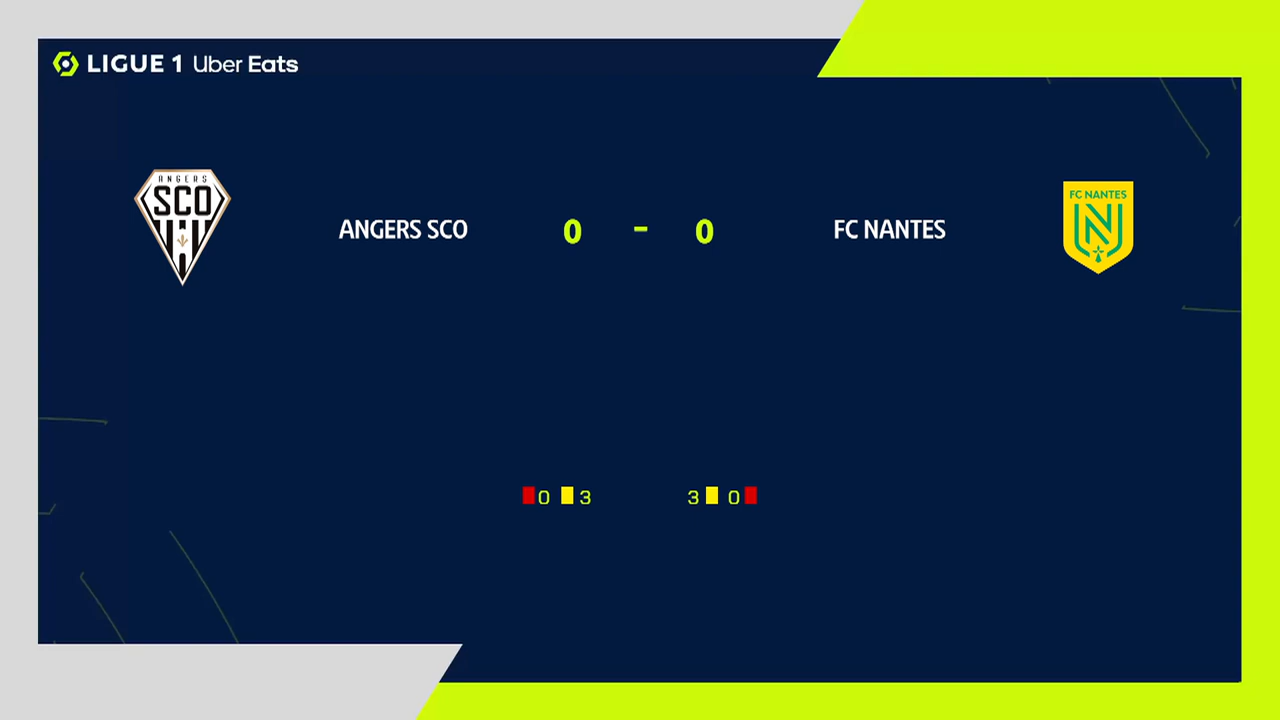 LIGUE 1 Uber Eats
ANGERS
SCO
ANGERS SCO 0 - 0 FC NANTES
FC NANTES
N
0 3 3 0